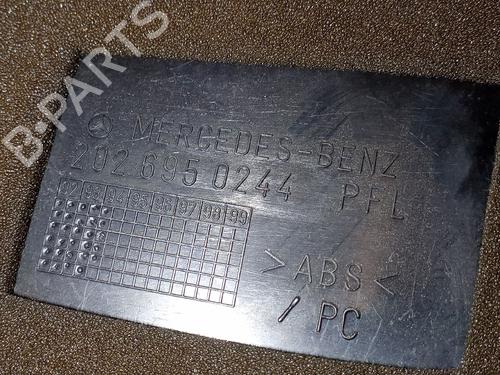 B-PARTS
MERCEDES-BENZ
202 695 0244 PFL
92 93 94 95 96 97 98 99
>ABS<
/PC